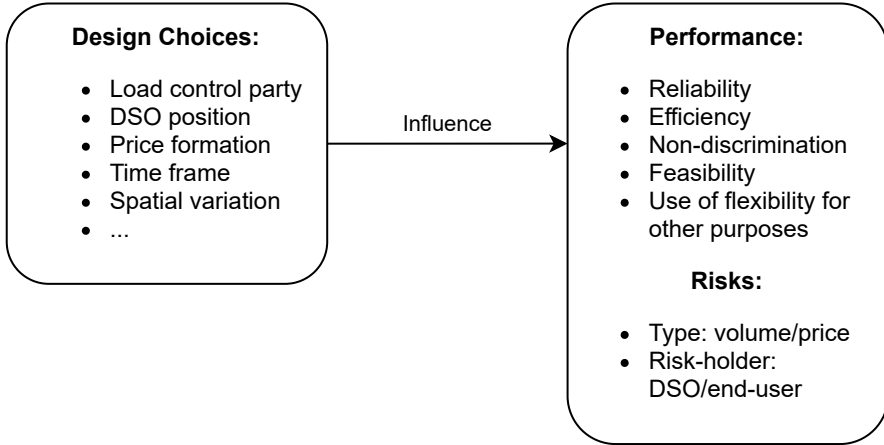 Design Choices:
• Load control party
• DSO position
• Price formation
• Time frame
• Spatial variation
• ...
Influence
Performance:
• Reliability
• Efficiency
• Non-discrimination
• Feasibility
• Use of flexibility for
other purposes
Risks:
• Type: volume/price
• Risk-holder:
DSO/end-user